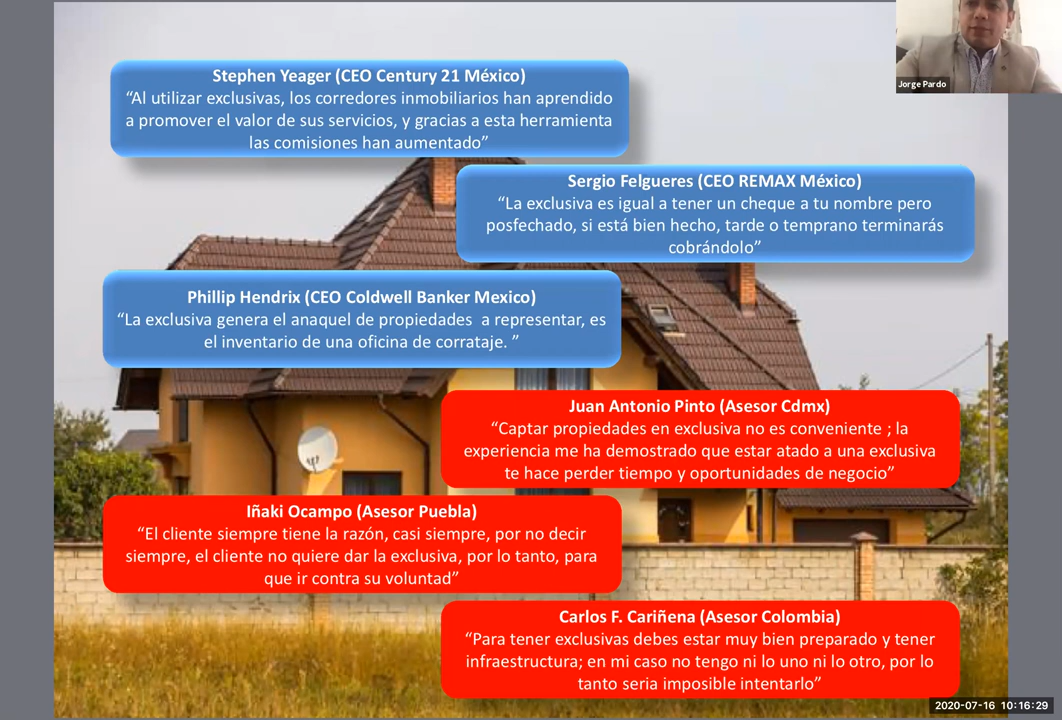 Jorge Pardo
Stephen Yeager (CEO Century 21 México)
“Al utilizar exclusivas, los corredores inmobiliarios han aprendido
a promover el valor de sus servicios, y gracias a esta herramienta
las comisiones han aumentado”
Sergio Felgueres (CEO REMAX México)
“La exclusiva es igual a tener un cheque a tu nombre pero
posfechado, si está bien hecho, tarde o temprano terminarás
cobrándolo”
Phillip Hendrix (CEO Coldwell Banker Mexico)
“La exclusiva genera el anaquel de propiedades a representar, es
el inventario de una oficina de corrataje. ”
Juan Antonio Pinto (Asesor Cdmx)
“Captar propiedades en exclusiva no es conveniente ; la
experiencia me ha demostrado que estar atado a una exclusiva
te hace perder tiempo y oportunidades de negocio”
Iñaki Ocampo (Asesor Puebla)
“El cliente siempre tiene la razón, casi siempre, por no decir
siempre, el cliente no quiere dar la exclusiva, por lo tanto, para
que ir contra su voluntad”
Carlos F. Cariñena (Asesor Colombia)
“Para tener exclusivas debes estar muy bien preparado y tener
infraestructura; en mi caso no tengo ni lo uno ni lo otro, por lo
tanto seria imposible intentarlo”
2020-07-16 10:16:29